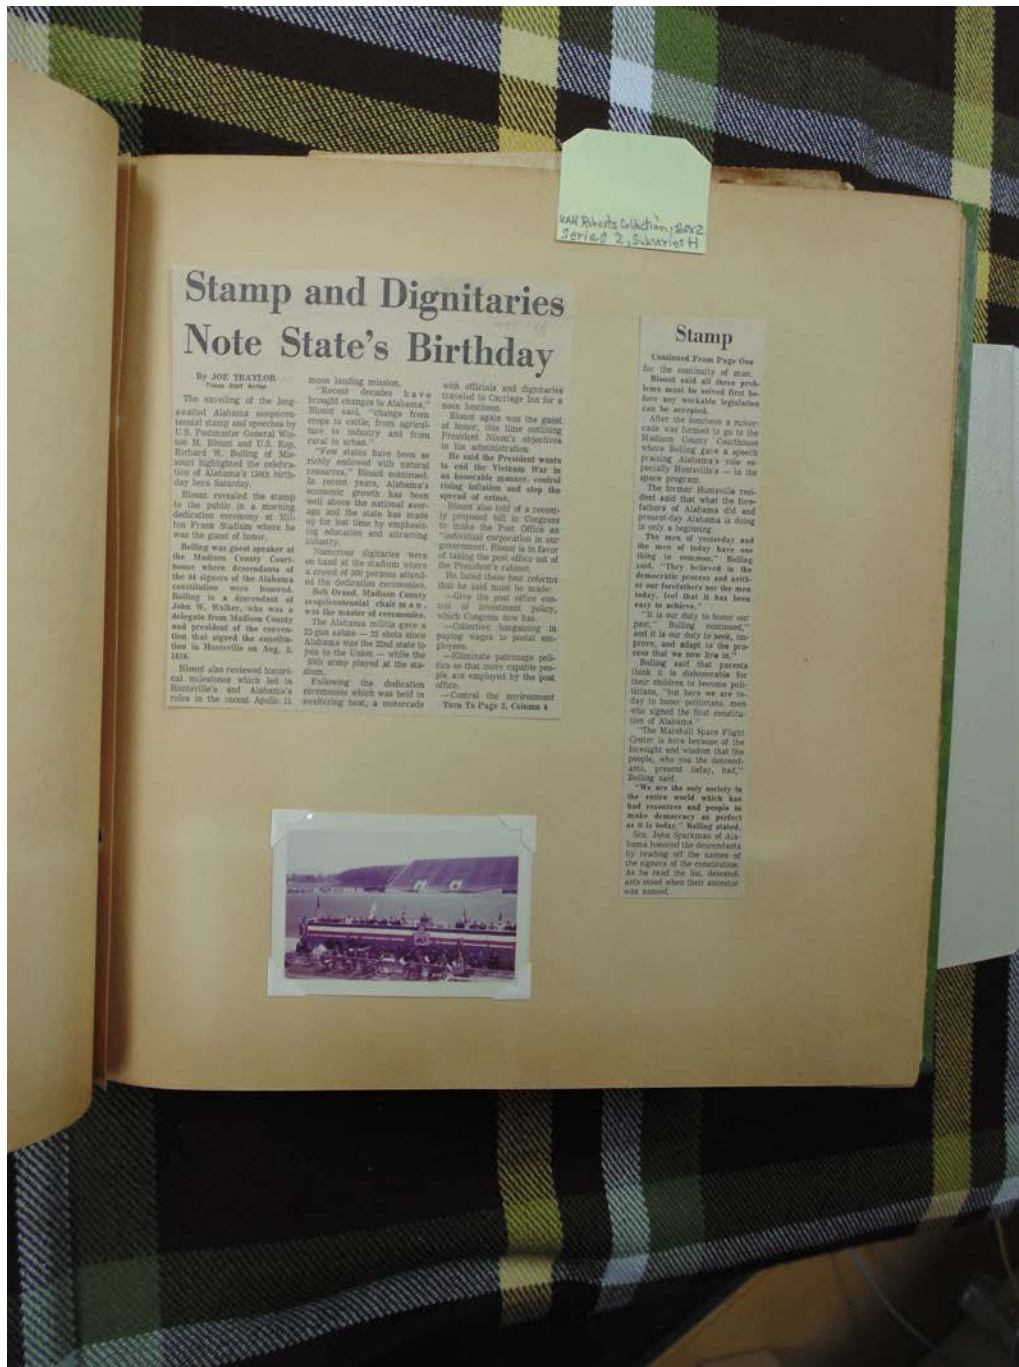 UAH Roberts Collection,
Series 2, Subseries H
Stamp and Dignitaries
Note State's Birthday
By JOE TRAYLOR
Times Staff Writer
The unveiling of the long-
awaited Alabama sesquicen-
tennial stamp and speeches by
U.S. Postmaster General Win-
ton M. Blount and U.S. Rep.
Richard W. Bolling of Mis-
souri highlighted the celebra-
tion of Alabama's 150th birth-
day here Saturday.
Blount revealed the stamp
to the public in a morning
dedication ceremony at Mil-
ton Frank Stadium where he
was the guest of honor.
Bolling was guest speaker at
the Madison County Court-
house where descendants of
the 44 signers of the Alabama
constitution were honored.
Bolling is a descendant of
John W. Walker, who was a
delegate from Madison County
and president of the conven-
tion that signed the constitu-
tion in Huntsville on Aug. 2,
1819.
Blount also reviewed histori-
cal milestones which led to
Huntsville's and Alabama's
roles in the recent Apollo 11
moon landing mission.
"Recent decades have
brought changes to Alabama,"
Blount said, "change from
crops to cattle, from agricul-
ture to industry and from
rural to urban."
"Few states have been so
richly endowed with natural
resources," Blount continued.
In recent years, Alabama's
economic growth has been
well above the national aver-
age and the state has made
up for lost time by emphasiz-
ing education and attracting
industry.
Numerous digitaries were
on hand at the stadium where
a crowd of 500 persons attend-
ed the dedication ceremonies.
Beh Orand, Madison County
sesquicentennial chairman,
was the master of ceremonies.
The Alabama militia gave a
22-gun salute — 22 shots since
Alabama was the 22nd state to
join to the Union — while the
army played at the sta-
dium.
Following the dedication
ceremonies which was held in
sweltering heat, a motorcade
with officials and dignitaries
traveled to Carriage Inn for a
noon luncheon.
Blount again was the guest
of honor, this time outlining
President Nixon's objectives
in his administration.
He said the President wants
to end the Vietnam War in
an honorable manner, control
rising inflation and stop the
spread of crime.
Blount also told of a recent-
ly proposed bill in Congress
to make the Post Office an
"individual corporation in our
government. Blount is in favor
of taking the post office out of
the President's cabinet.
He listed these four reforms
that he said must be made:
—Give the post office con-
trol of investment policy,
which Congress now has.
—Collective bargaining in
paying wages to postal em-
ployees.
—Eliminate patronage poli-
tics so that more capable peo-
ple are employed by the post
office.
—Control the environment
Turn To Page 2, Column 4
Stamp
Continued From Page One
for the continuity of man.
Blount said all these prob-
lems must be solved first be-
fore any workable legislation
can be accepted.
After the luncheon a motor-
cade was formed to go to the
Madison County Courthouse
where Bolling gave a speech
praising Alabama's role es-
pecially Huntsville's — in the
space program.
The former Huntsville resi-
dent said that what the fore-
fathers of Alabama did and
present-day Alabama is doing
is only a beginning.
The men of yesterday and
the men of today have one
thing in common," Bolling
said. "They believed in the
democratic process and neith-
er our forefathers nor the men
today, feel that it has been
easy to achieve."
"It is our duty to honor our
past," Bolling continued,"
and it is our duty to seek, im-
prove, and adapt to the pro-
cess that we now live in."
Bolling said that parents
think it is dishonorable for
their children to become poli-
ticians, "but here we are to-
day to honor politicians, men
who signed the first constitu-
tion of Alabama."
"The Marshall Space Flight
Center is here because of the
foresight and wisdom that the
people, who you the descend-
ants, present today, had,"
Bolling said.
"We are the only society in
the entire world which has
had resources and people to
make democracy as perfect
as it is today." Bolling stated.
Sen. John Sparkman of Ala-
bama honored the descendants
by reading off the names of
the signers of the constitution.
As he read the list, descend-
ants stood when their ancestor
was named.